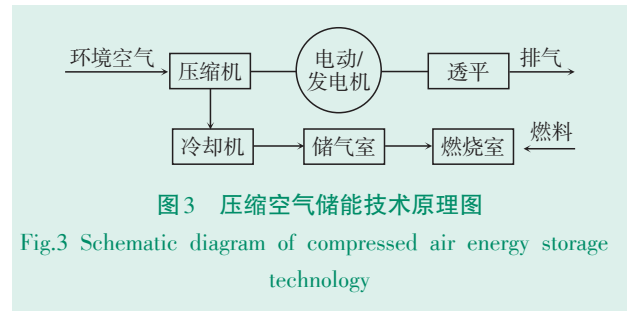 环境空气
压缩机
电动/
发电机
透平
排气
冷却机
储气室
燃烧室
燃料
图3 压缩空气储能技术原理图
Fig.3 Schematic diagram of compressed air energy storage
technology